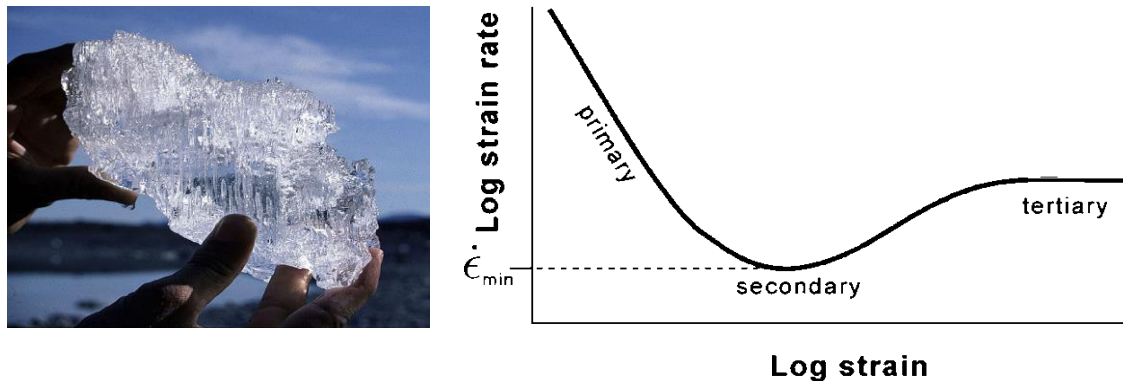 Log strain rate
primary
tertiary
ϵ̇min
secondary
Log strain